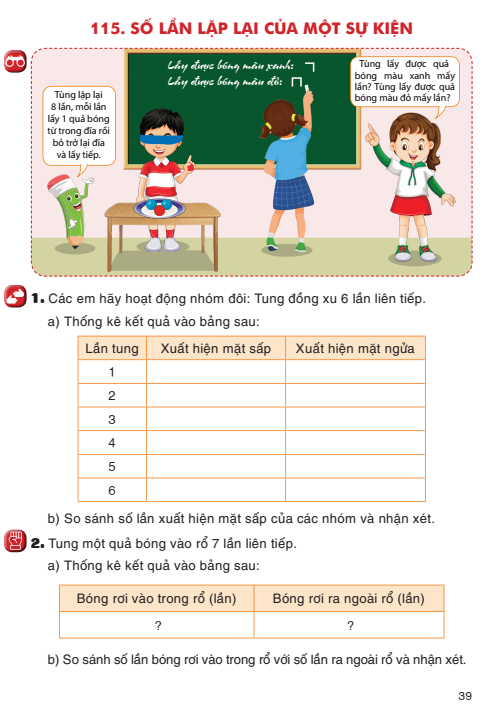 115. SỐ LẦN LẶP LẠI CỦA MỘT SỰ KIỆN
Tùng lặp lại
8 lần, mỗi lần
lấy 1 quả bóng
từ trong đĩa rồi
bỏ trở lại đĩa
và lấy tiếp.
Lấy được bóng màu xanh:
Lấy được bóng màu đỏ:
Tùng lấy được quả
bóng màu xanh mấy
lần? Tùng lấy được quả
bóng màu đỏ mấy lần?
1. Các em hãy hoạt động nhóm đôi: Tung đồng xu 6 lần liên tiếp.
a) Thống kê kết quả vào bảng sau:
Lần tung Xuất hiện mặt sấp Xuất hiện mặt ngửa
1
2
3
4
5
6
b) So sánh số lần xuất hiện mặt sấp của các nhóm và nhận xét.
2. Tung một quả bóng vào rổ 7 lần liên tiếp.
a) Thống kê kết quả vào bảng sau:
Bóng rơi vào trong rổ (lần) Bóng rơi ra ngoài rổ (lần)
? ?
b) So sánh số lần bóng rơi vào trong rổ với số lần ra ngoài rổ và nhận xét.
39